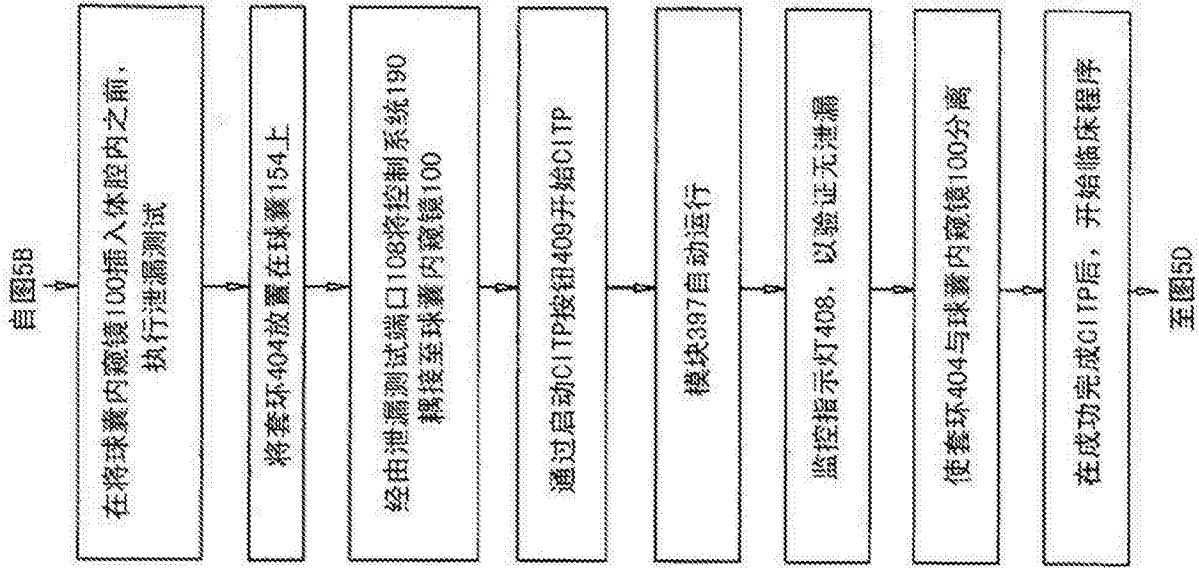 自图5B
在将球囊内窥镜100插入体腔内之前,
执行泄漏测试
将套环404放置在球囊154上
经由泄漏测试端口108将控制系统190
耦接至球囊内窥镜100
通过启动CITP按钮409开始CITP
模块397自动运行
监控指示灯408, 以验证无泄漏
使套环404与球囊内窥镜100分离
在成功完成CITP后, 开始临床程序
至图5D